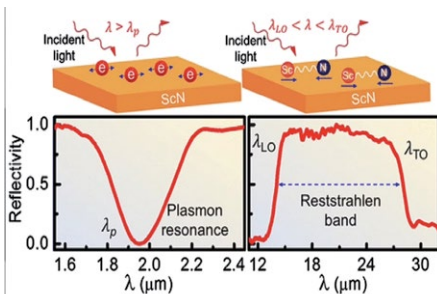 λ > λp
Incident
light
e e e e
ScN
λLO < λ < λTO
Incident
light
Sc N
Sc N
ScN
Reflectivity
1.0
0.5
0.0
λp
Plasmon
resonance
1.6 1.8 2.0 2.2 2.4
λ (μm)
λLO
λTO
Reststrahlen
band
12 18 24 30
λ (μm)